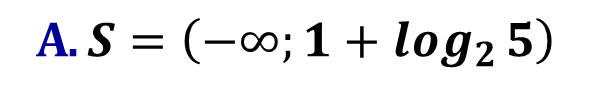 A. S = (−∞; 1 + log₂ 5)